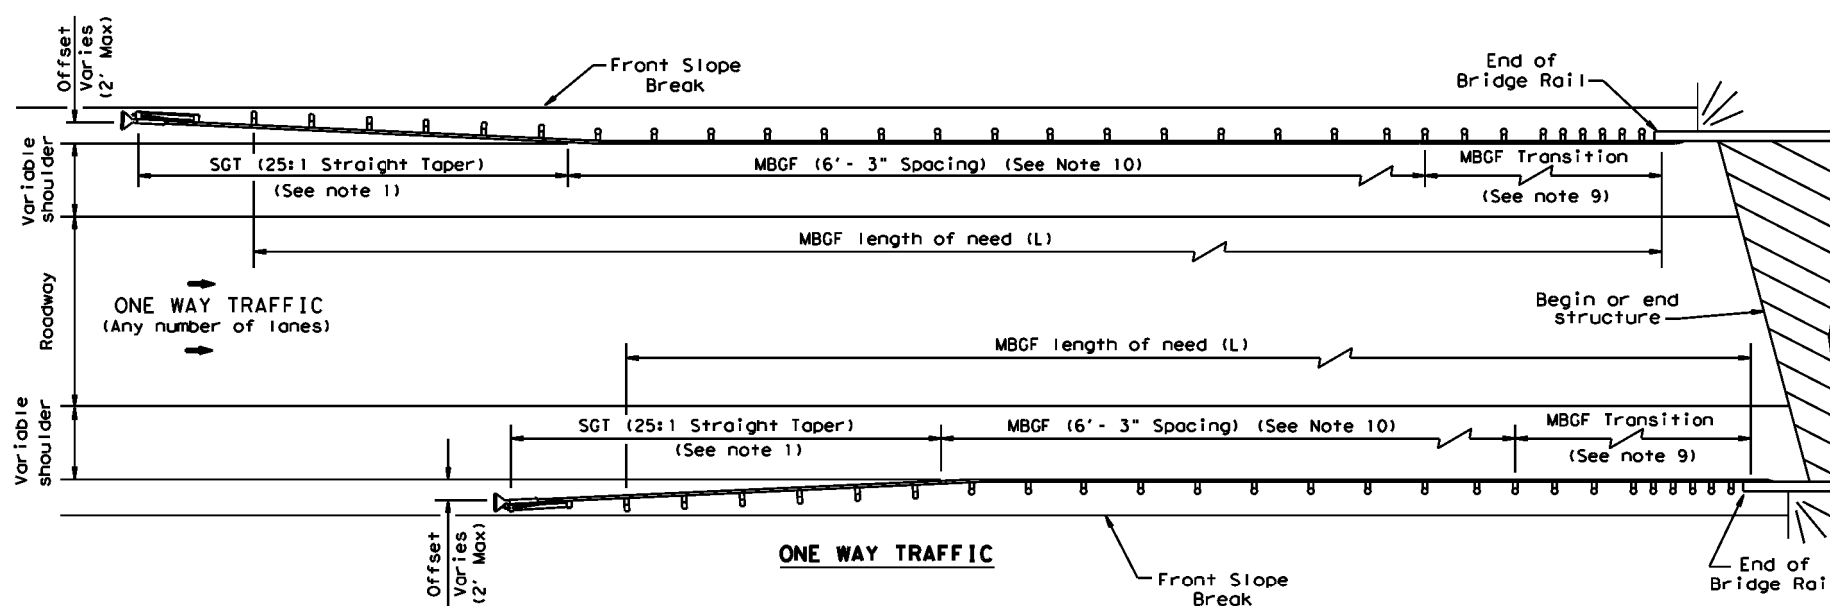 Offset
Varies
(2' Max)
Front Slope
Break
End of
Bridge Rail
Variable
shoulder
SGT (25:1 Straight Taper)
(See note 1)
MBGF (6'- 3" Spacing) (See Note 10)
MBGF Transition
(See note 9)
MBGF length of need (L)
Roadway
ONE WAY TRAFFIC
(Any number of lanes)
Begin or end
structure
MBGF length of need (L)
Variable
shoulder
SGT (25:1 Straight Taper)
(See note 1)
MBGF (6'- 3" Spacing) (See Note 10)
MBGF Transition
(See note 9)
Offset
Varies
(2' Max)
ONE WAY TRAFFIC
Front Slope
Break
End of
Bridge Rai